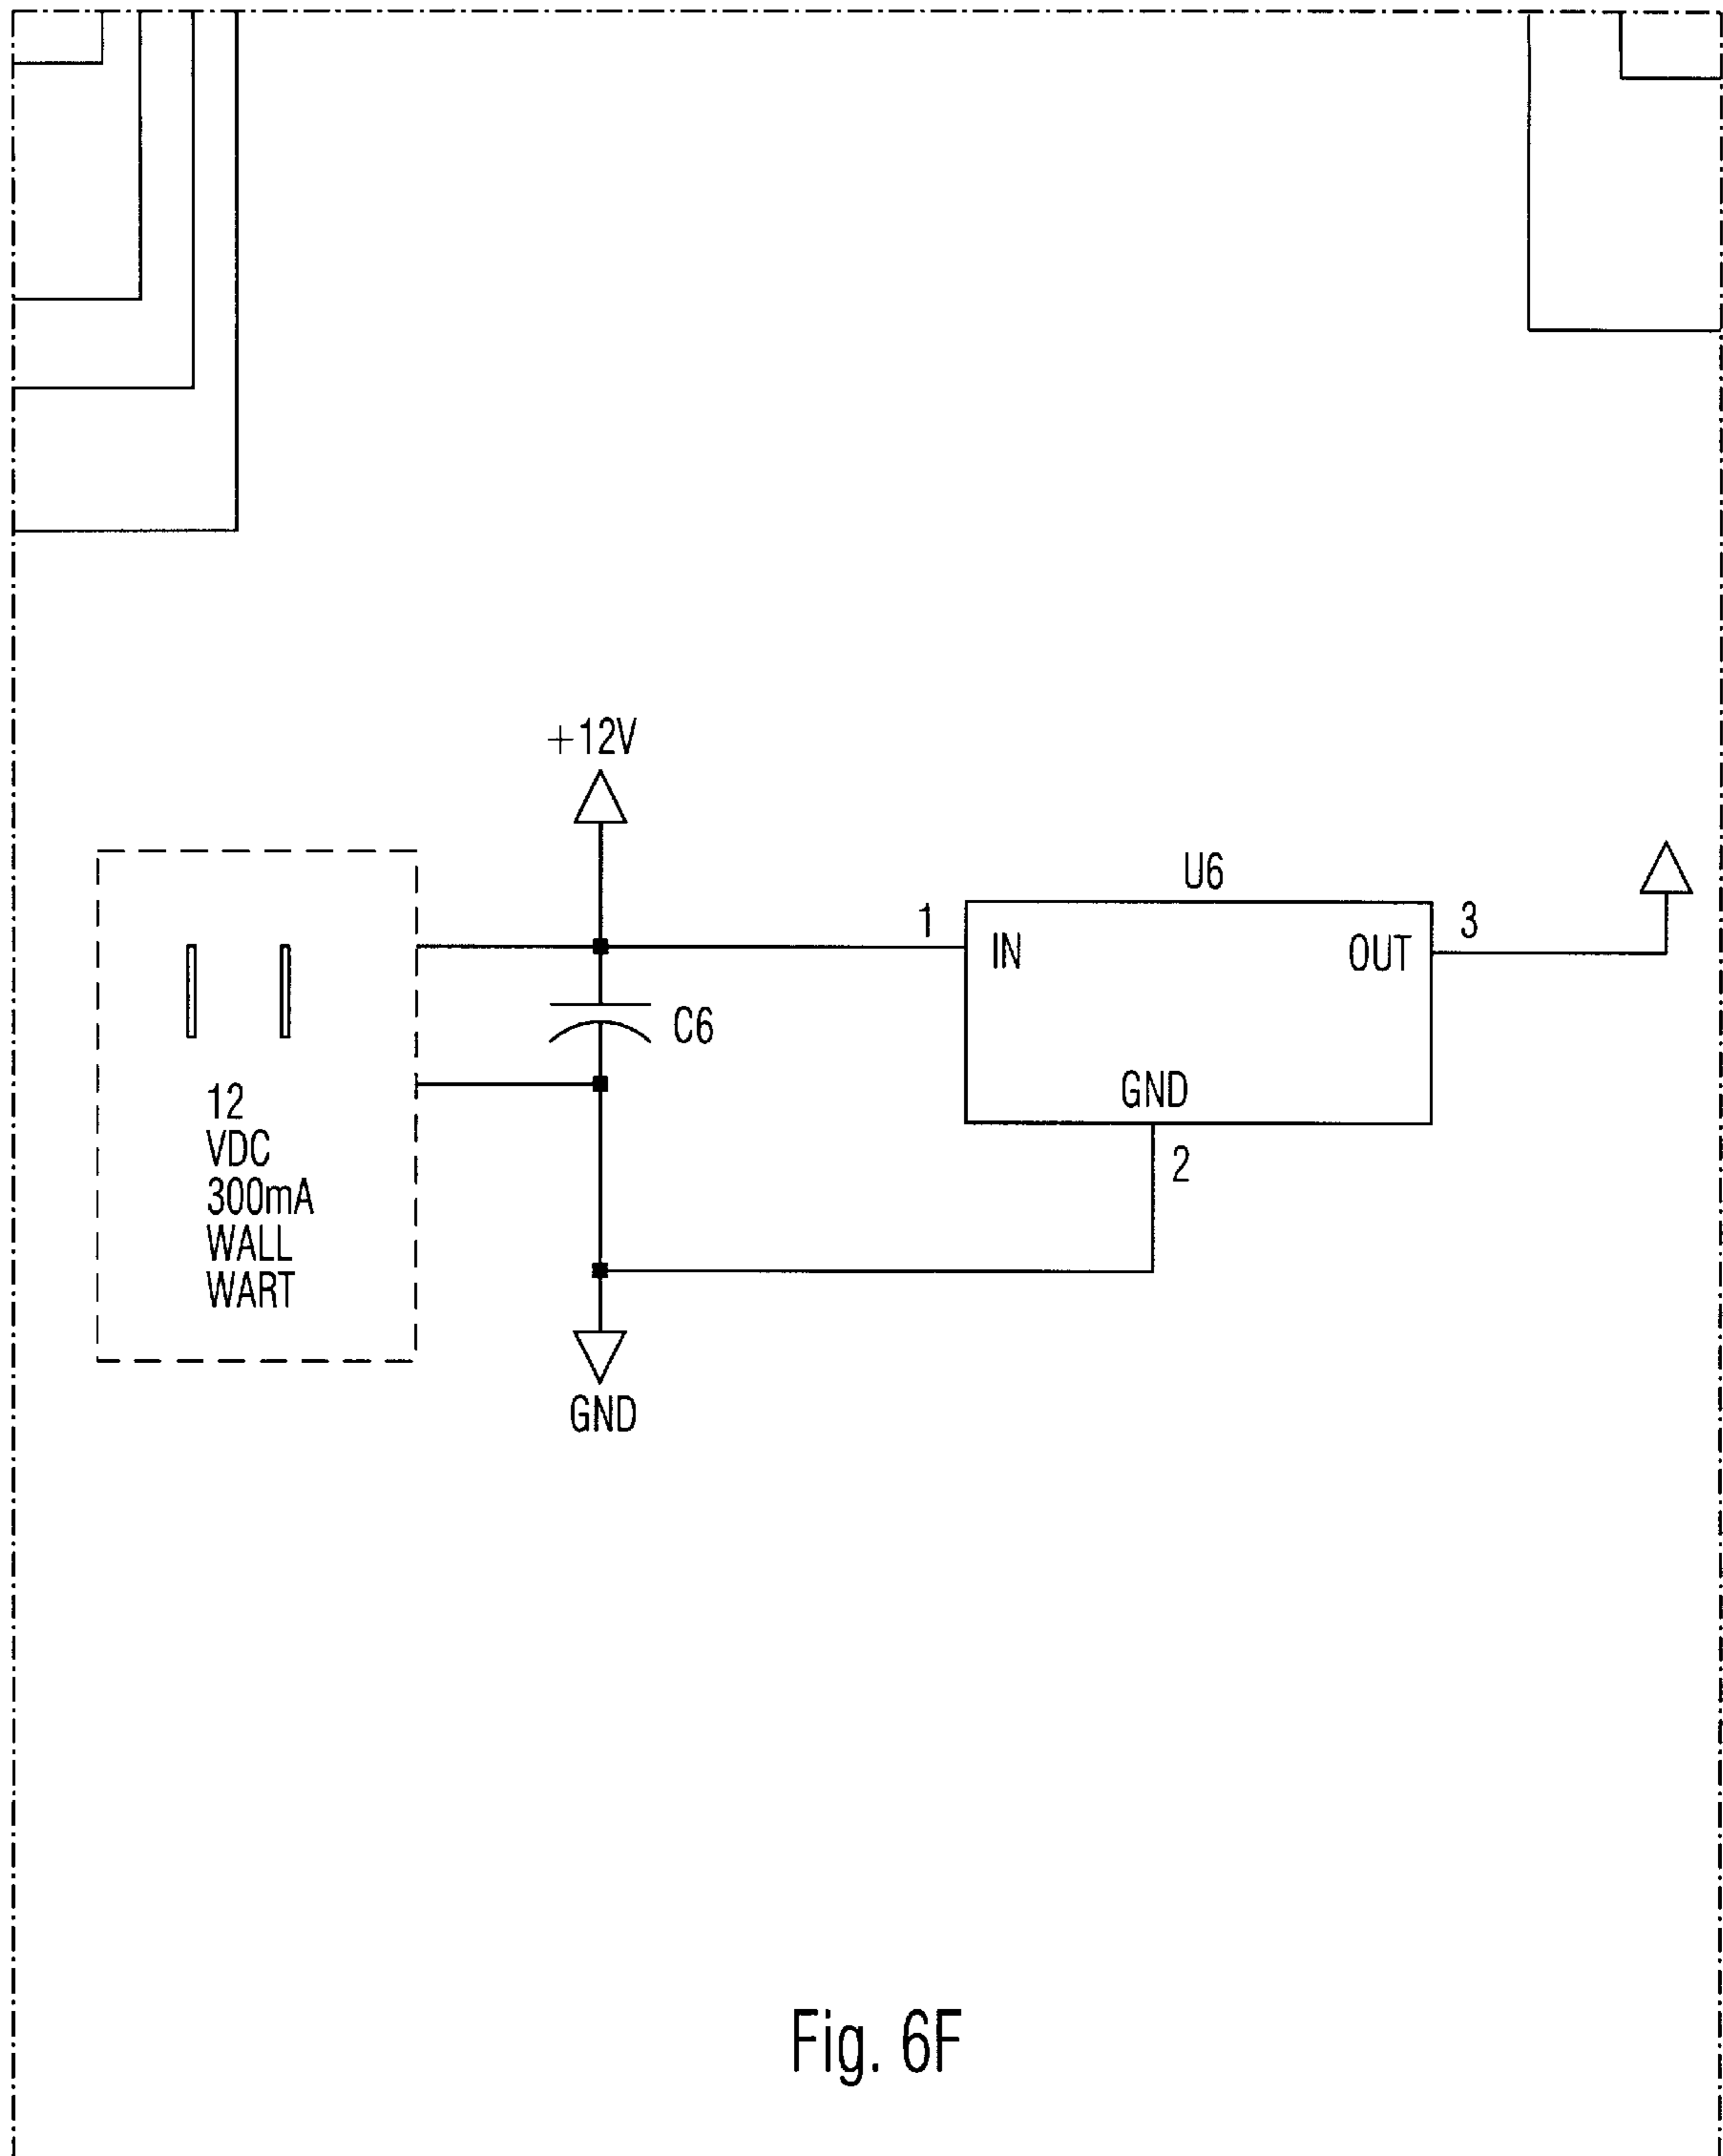 +12V
U6
1
3
IN
OUT
C6
GND
2
12
VDC
300mA
WALL
WART
GND
Fig. 6F